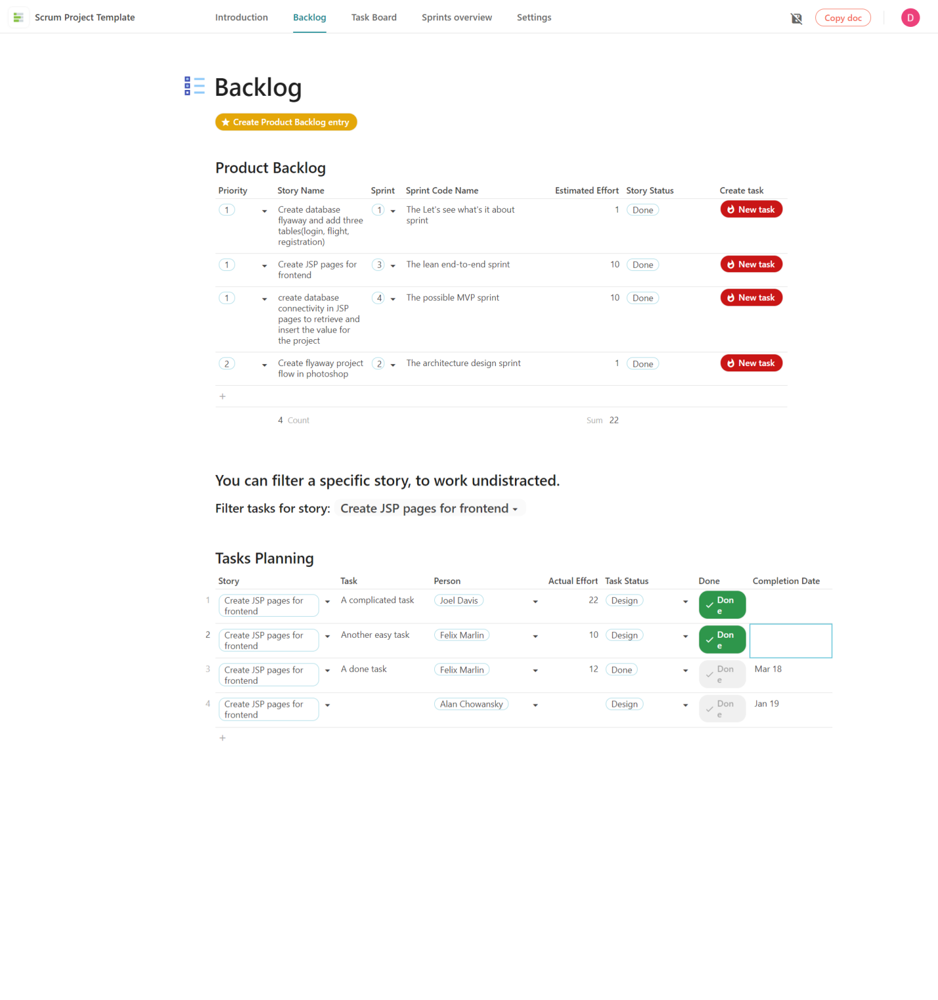 Scrum Project Template Introduction Backlog Task Board Sprints overview Settings Copy doc D
Backlog
Create Product Backlog entry
Product Backlog
Priority Story Name Sprint Sprint Code Name Estimated Effort Story Status Create task
1 Create database 1 The Let's see what's it about 1 Done New task
flyaway and add three sprint
tables(login, flight,
registration)
1 Create JSP pages for 3 The lean end-to-end sprint 10 Done New task
frontend
1 create database 4 The possible MVP sprint 10 Done New task
connectivity in JSP
pages to retrieve and
insert the value for
the project
2 Create flyaway project 2 The architecture design sprint 1 Done New task
flow in photoshop
+
4 Count Sum 22
You can filter a specific story, to work undistracted.
Filter tasks for story: Create JSP pages for frontend
Tasks Planning
Story Task Person Actual Effort Task Status Done Completion Date
1 Create JSP pages for A complicated task Joel Davis 22 Design Don
frontend e
2 Create JSP pages for Another easy task Felix Marlin 10 Design Don
frontend e
3 Create JSP pages for A done task Felix Marlin 12 Done Don Mar 18
frontend e
4 Create JSP pages for Alan Chowansky Design Don Jan 19
frontend e
+